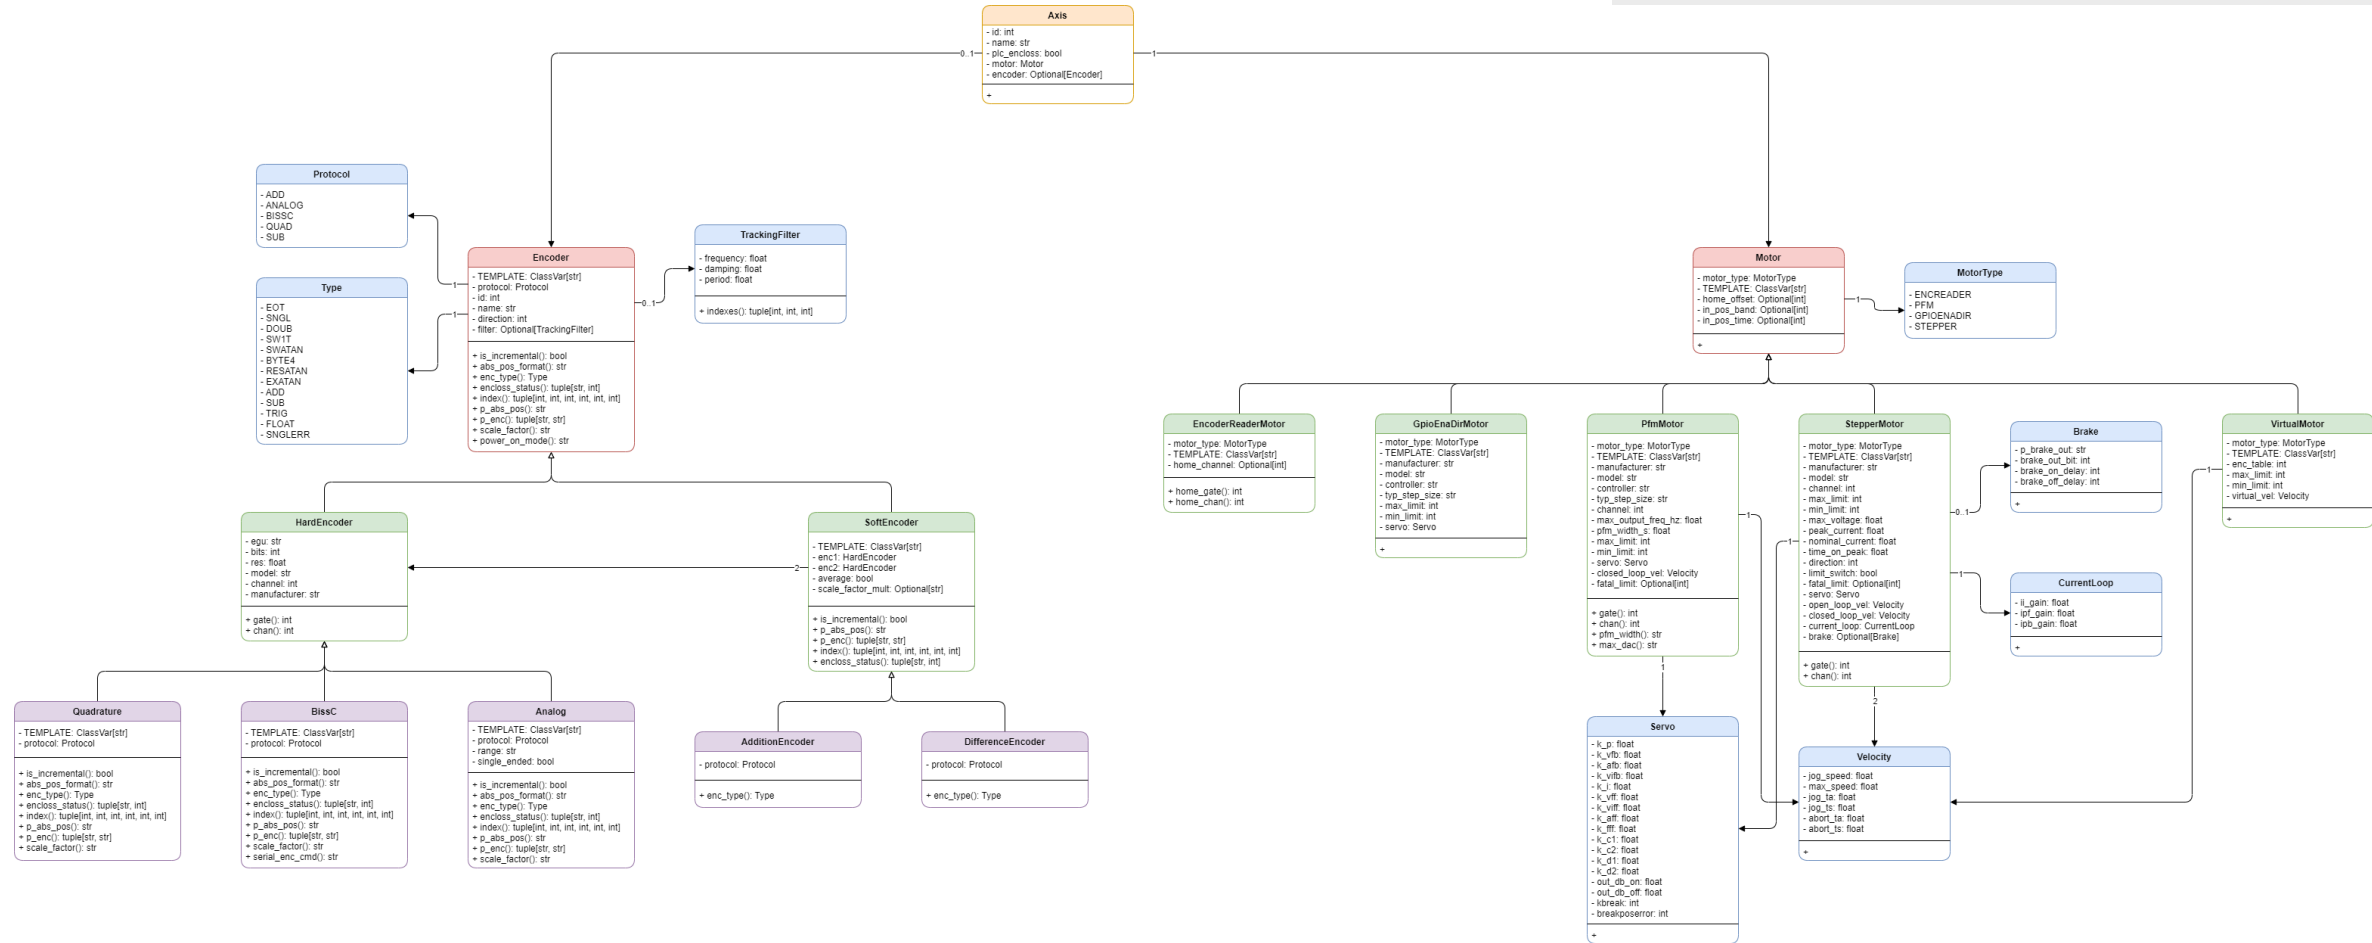 Axis
- id: int
- name: str
- plc_encloss: bool
- motor: Motor
- encoder: Optional[Encoder]
+
0..1
1
Protocol
- ADD
- ANALOG
- BISSC
- QUAD
- SUB
Type
- EOT
- SNGL
- DOUB
- SW1T
- SWATAN
- BYTE4
- RESATAN
- EXATAN
- ADD
- SUB
- TRIG
- FLOAT
- SNGLERR
1
1
Encoder
- TEMPLATE: ClassVar[str]
- protocol: Protocol
- id: int
- name: str
- direction: int
- filter: Optional[TrackingFilter]
+ is_incremental(): bool
+ abs_pos_format(): str
+ enc_type(): Type
+ encloss_status(): tuple[str, int]
+ index(): tuple[int, int, int, int, int, int]
+ p_abs_pos(): str
+ p_enc(): tuple[str, str]
+ scale_factor(): str
+ power_on_mode(): str
0..1
TrackingFilter
- frequency: float
- damping: float
- period: float
+ indexes(): tuple[int, int, int]
Motor
- motor_type: MotorType
- TEMPLATE: ClassVar[str]
- home_offset: Optional[int]
- in_pos_band: Optional[int]
- in_pos_time: Optional[int]
+
1
MotorType
- ENCREADER
- PFM
- GPIOENADIR
- STEPPER
HardEncoder
- egu: str
- bits: int
- res: float
- model: str
- channel: int
- manufacturer: str
+ gate(): int
+ chan(): int
2
SoftEncoder
- TEMPLATE: ClassVar[str]
- enc1: HardEncoder
- enc2: HardEncoder
- average: bool
- scale_factor_mult: Optional[str]
+ is_incremental(): bool
+ p_abs_pos(): str
+ p_enc(): tuple[str, str]
+ index(): tuple[int, int, int, int, int, int]
+ encloss_status(): tuple[str, int]
EncoderReaderMotor
- motor_type: MotorType
- TEMPLATE: ClassVar[str]
- home_channel: Optional[int]
+ home_gate(): int
+ home_chan(): int
GpioEnaDirMotor
- motor_type: MotorType
- TEMPLATE: ClassVar[str]
- manufacturer: str
- model: str
- controller: str
- typ_step_size: str
- max_limit: int
- min_limit: int
- servo: Servo
+
PfmMotor
- motor_type: MotorType
- TEMPLATE: ClassVar[str]
- manufacturer: str
- model: str
- controller: str
- typ_step_size: str
- channel: int
- max_output_freq_hz: float
- pfm_width_s: float
- max_limit: int
- min_limit: int
- servo: Servo
- closed_loop_vel: Velocity
- fatal_limit: Optional[int]
+ gate(): int
+ chan(): int
+ pfm_width(): str
+ max_dac(): str
1
1
StepperMotor
- motor_type: MotorType
- TEMPLATE: ClassVar[str]
- manufacturer: str
- model: str
- channel: int
- max_limit: int
- min_limit: int
- max_voltage: float
- peak_current: float
- nominal_current: float
- time_on_peak: float
- direction: int
- limit_switch: bool
- fatal_limit: Optional[int]
- servo: Servo
- open_loop_vel: Velocity
- closed_loop_vel: Velocity
- current_loop: CurrentLoop
- brake: Optional[Brake]
+ gate(): int
+ chan(): int
1
0..1
1
2
Brake
- p_brake_out: str
- brake_out_bit: int
- brake_on_delay: int
- brake_off_delay: int
+
CurrentLoop
- ii_gain: float
- ipf_gain: float
- ipb_gain: float
+
VirtualMotor
- motor_type: MotorType
- TEMPLATE: ClassVar[str]
- enc_table: int
- max_limit: int
- min_limit: int
- virtual_vel: Velocity
+
1
Quadrature
- TEMPLATE: ClassVar[str]
- protocol: Protocol
+ is_incremental(): bool
+ abs_pos_format(): str
+ enc_type(): Type
+ encloss_status(): tuple[str, int]
+ index(): tuple[int, int, int, int, int, int]
+ p_abs_pos(): str
+ p_enc(): tuple[str, str]
+ scale_factor(): str
BissC
- TEMPLATE: ClassVar[str]
- protocol: Protocol
+ is_incremental(): bool
+ abs_pos_format(): str
+ enc_type(): Type
+ encloss_status(): tuple[str, int]
+ index(): tuple[int, int, int, int, int, int]
+ p_abs_pos(): str
+ p_enc(): tuple[str, str]
+ scale_factor(): str
+ serial_enc_cmd(): str
Analog
- TEMPLATE: ClassVar[str]
- protocol: Protocol
- range: str
- single_ended: bool
+ is_incremental(): bool
+ abs_pos_format(): str
+ enc_type(): Type
+ encloss_status(): tuple[str, int]
+ index(): tuple[int, int, int, int, int, int]
+ p_abs_pos(): str
+ p_enc(): tuple[str, str]
+ scale_factor(): str
AdditionEncoder
- protocol: Protocol
+ enc_type(): Type
DifferenceEncoder
- protocol: Protocol
+ enc_type(): Type
Servo
- k_p: float
- k_vfb: float
- k_afb: float
- k_vifb: float
- k_i: float
- k_vff: float
- k_viff: float
- k_aff: float
- k_fff: float
- k_c1: float
- k_c2: float
- k_d1: float
- k_d2: float
- out_db_on: float
- out_db_off: float
- kbreak: int
- breakposerror: int
+
Velocity
- jog_speed: float
- max_speed: float
- jog_ta: float
- jog_ts: float
- abort_ta: float
- abort_ts: float
+